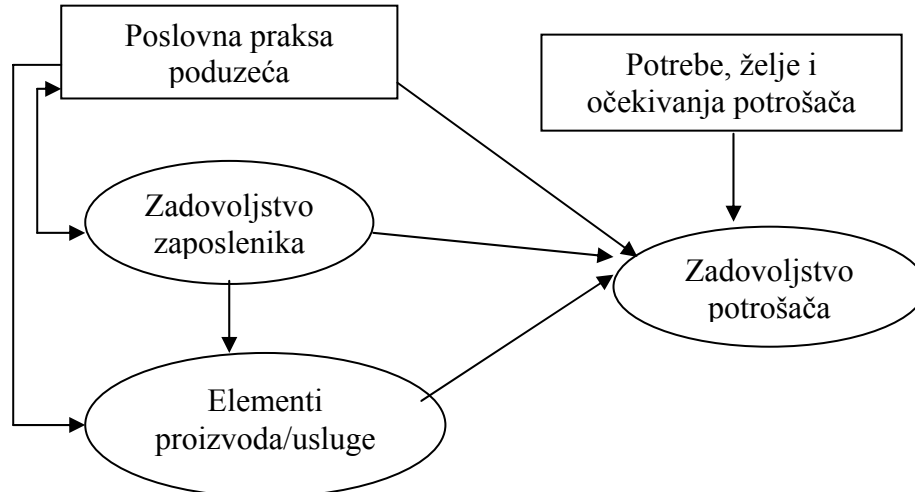 Poslovna praksa
poduzeća
Potrebe, želje i
očekivanja potrošača
Zadovoljstvo
zaposlenika
Zadovoljstvo
potrošača
Elementi
proizvoda/usluge